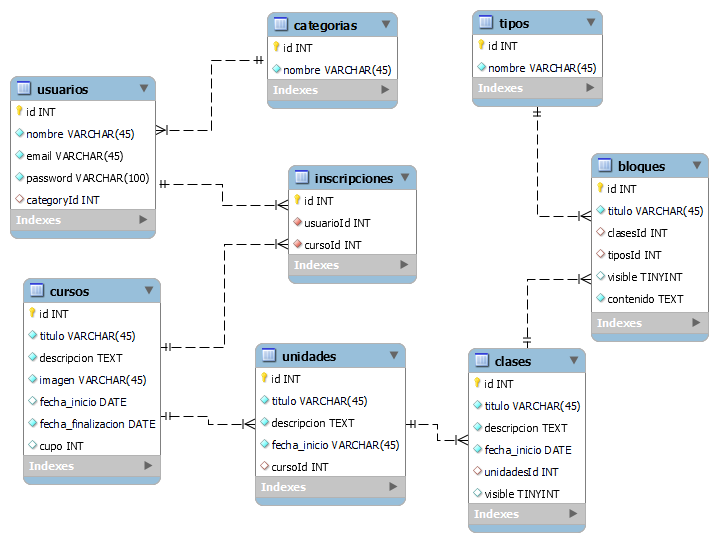 categorias
id INT
nombre VARCHAR(45)
Indexes
tipos
id INT
nombre VARCHAR(45)
Indexes
usuarios
id INT
nombre VARCHAR(45)
email VARCHAR(45)
password VARCHAR(100)
categoryId INT
Indexes
inscripciones
id INT
usuarioId INT
cursoId INT
Indexes
bloques
id INT
titulo VARCHAR(45)
clasesId INT
tiposId INT
visible TINYINT
contenido TEXT
Indexes
cursos
id INT
titulo VARCHAR(45)
descripcion TEXT
imagen VARCHAR(45)
fecha_inicio DATE
fecha_finalizacion DATE
cupo INT
Indexes
unidades
id INT
titulo VARCHAR(45)
descripcion TEXT
fecha_inicio VARCHAR(45)
cursoId INT
Indexes
clases
id INT
titulo VARCHAR(45)
descripcion TEXT
fecha_inicio DATE
unidadesId INT
visible TINYINT
Indexes